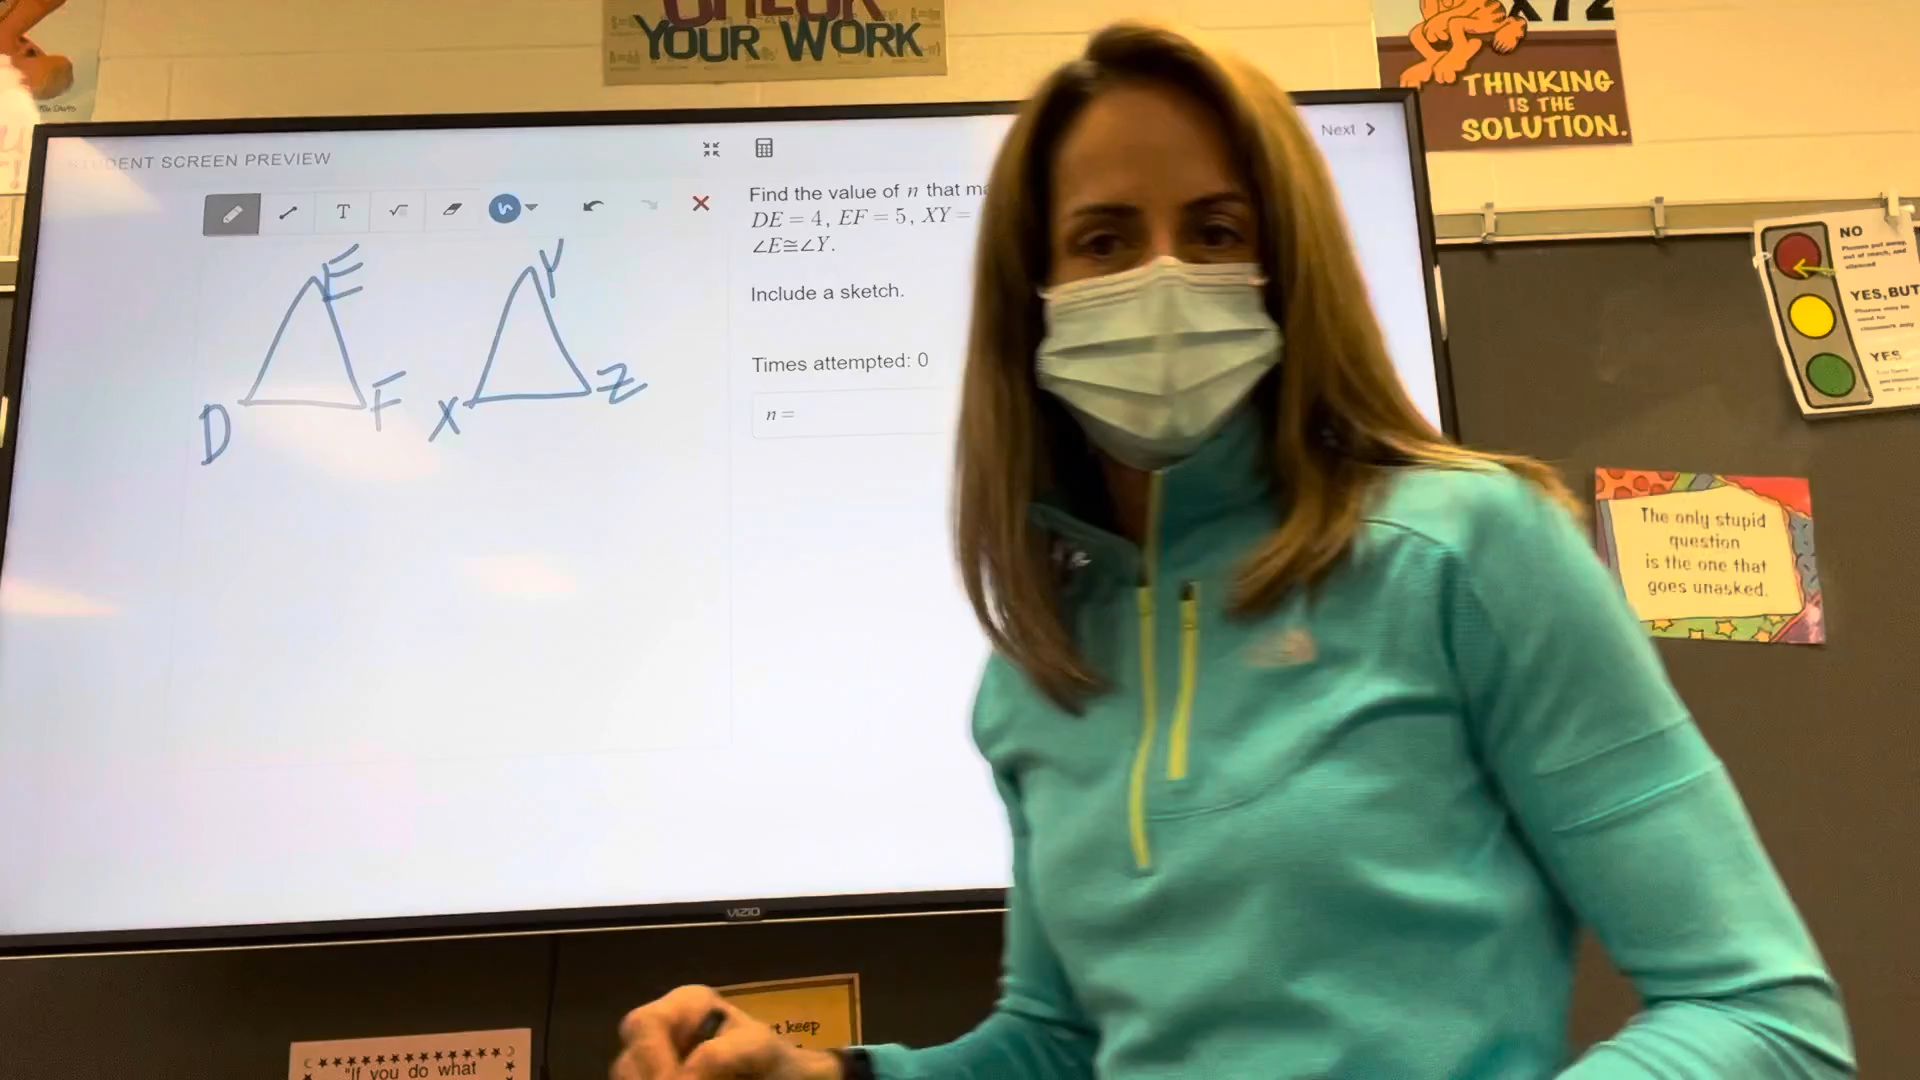 YOUR WORK
XYZ
THINKING
IS THE
SOLUTION.
STUDENT SCREEN PREVIEW
Next
T
Find the value of n that
DE = 4, EF = 5, XY =
∠E≅∠Y.
Include a sketch.
Times attempted: 0
n =
E
D
F
Y
X
Z
VIZIO
NO
YES, BUT
YES
The only stupid
question
is the one that
goes unasked.
keep
"If you do what